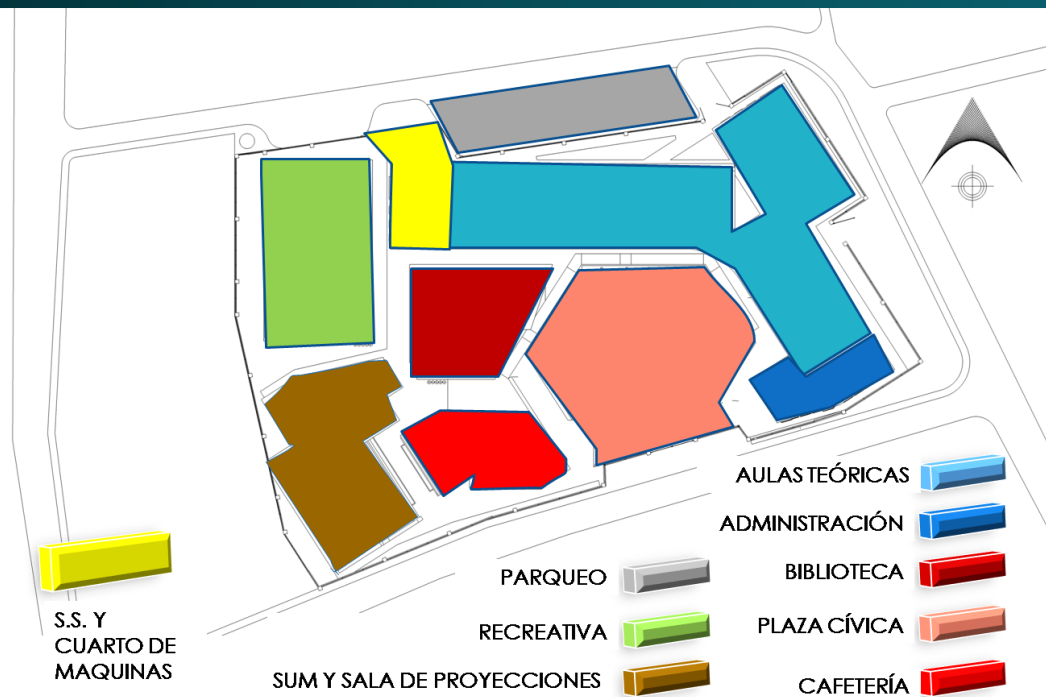 AULAS TEÓRICAS
ADMINISTRACIÓN
PARQUEO
BIBLIOTECA
S.S. Y
CUARTO DE
MAQUINAS
RECREATIVA
PLAZA CÍVICA
SUM Y SALA DE PROYECCIONES
CAFETERÍA